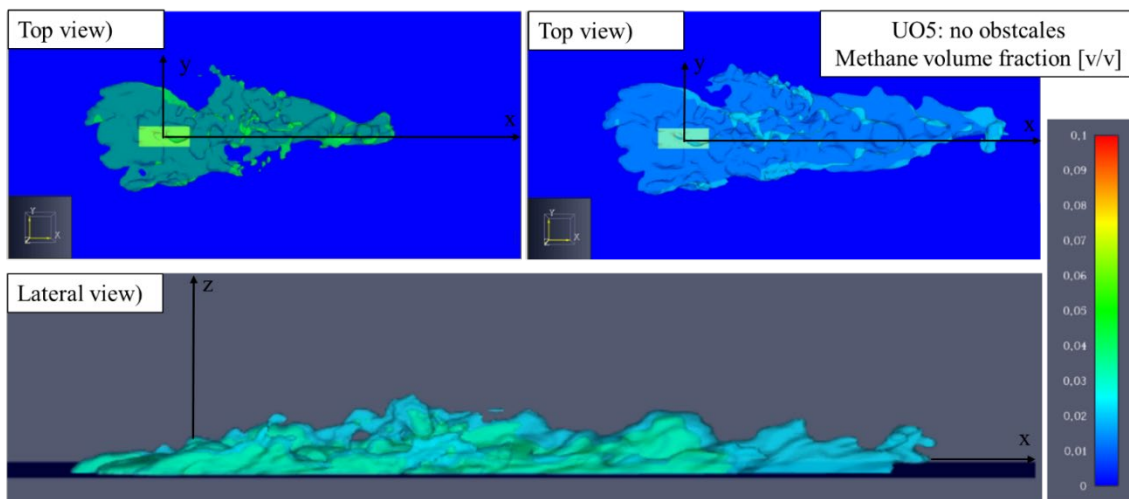 Top view)
y
x
Top view)
y
x
UO5: no obstcales
Methane volume fraction [v/v]
Y
X
Z
Y
X
Z
Lateral view)
z
x
0,1
0,09
0,08
0,07
0,06
0,05
0,04
0,03
0,02
0,01
0